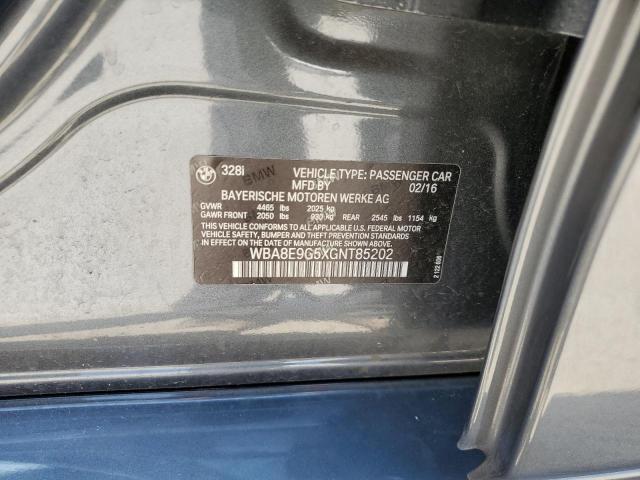 328i VEHICLE TYPE: PASSENGER CAR
MFD BY 02/16
BAYERISCHE MOTOREN WERKE AG
GVWR 4465 lbs 2025 kg
GAWR FRONT 2050 lbs 930 kg REAR 2545 lbs 1154 kg
THIS VEHICLE CONFORMS TO ALL APPLICABLE U.S. FEDERAL MOTOR
VEHICLE SAFETY, BUMPER AND THEFT PREVENTION STANDARDS IN
EFFECT ON THE DATE OF MANUFACTURE SHOWN ABOVE.
WBA8E9G5XGNT85202
BMW